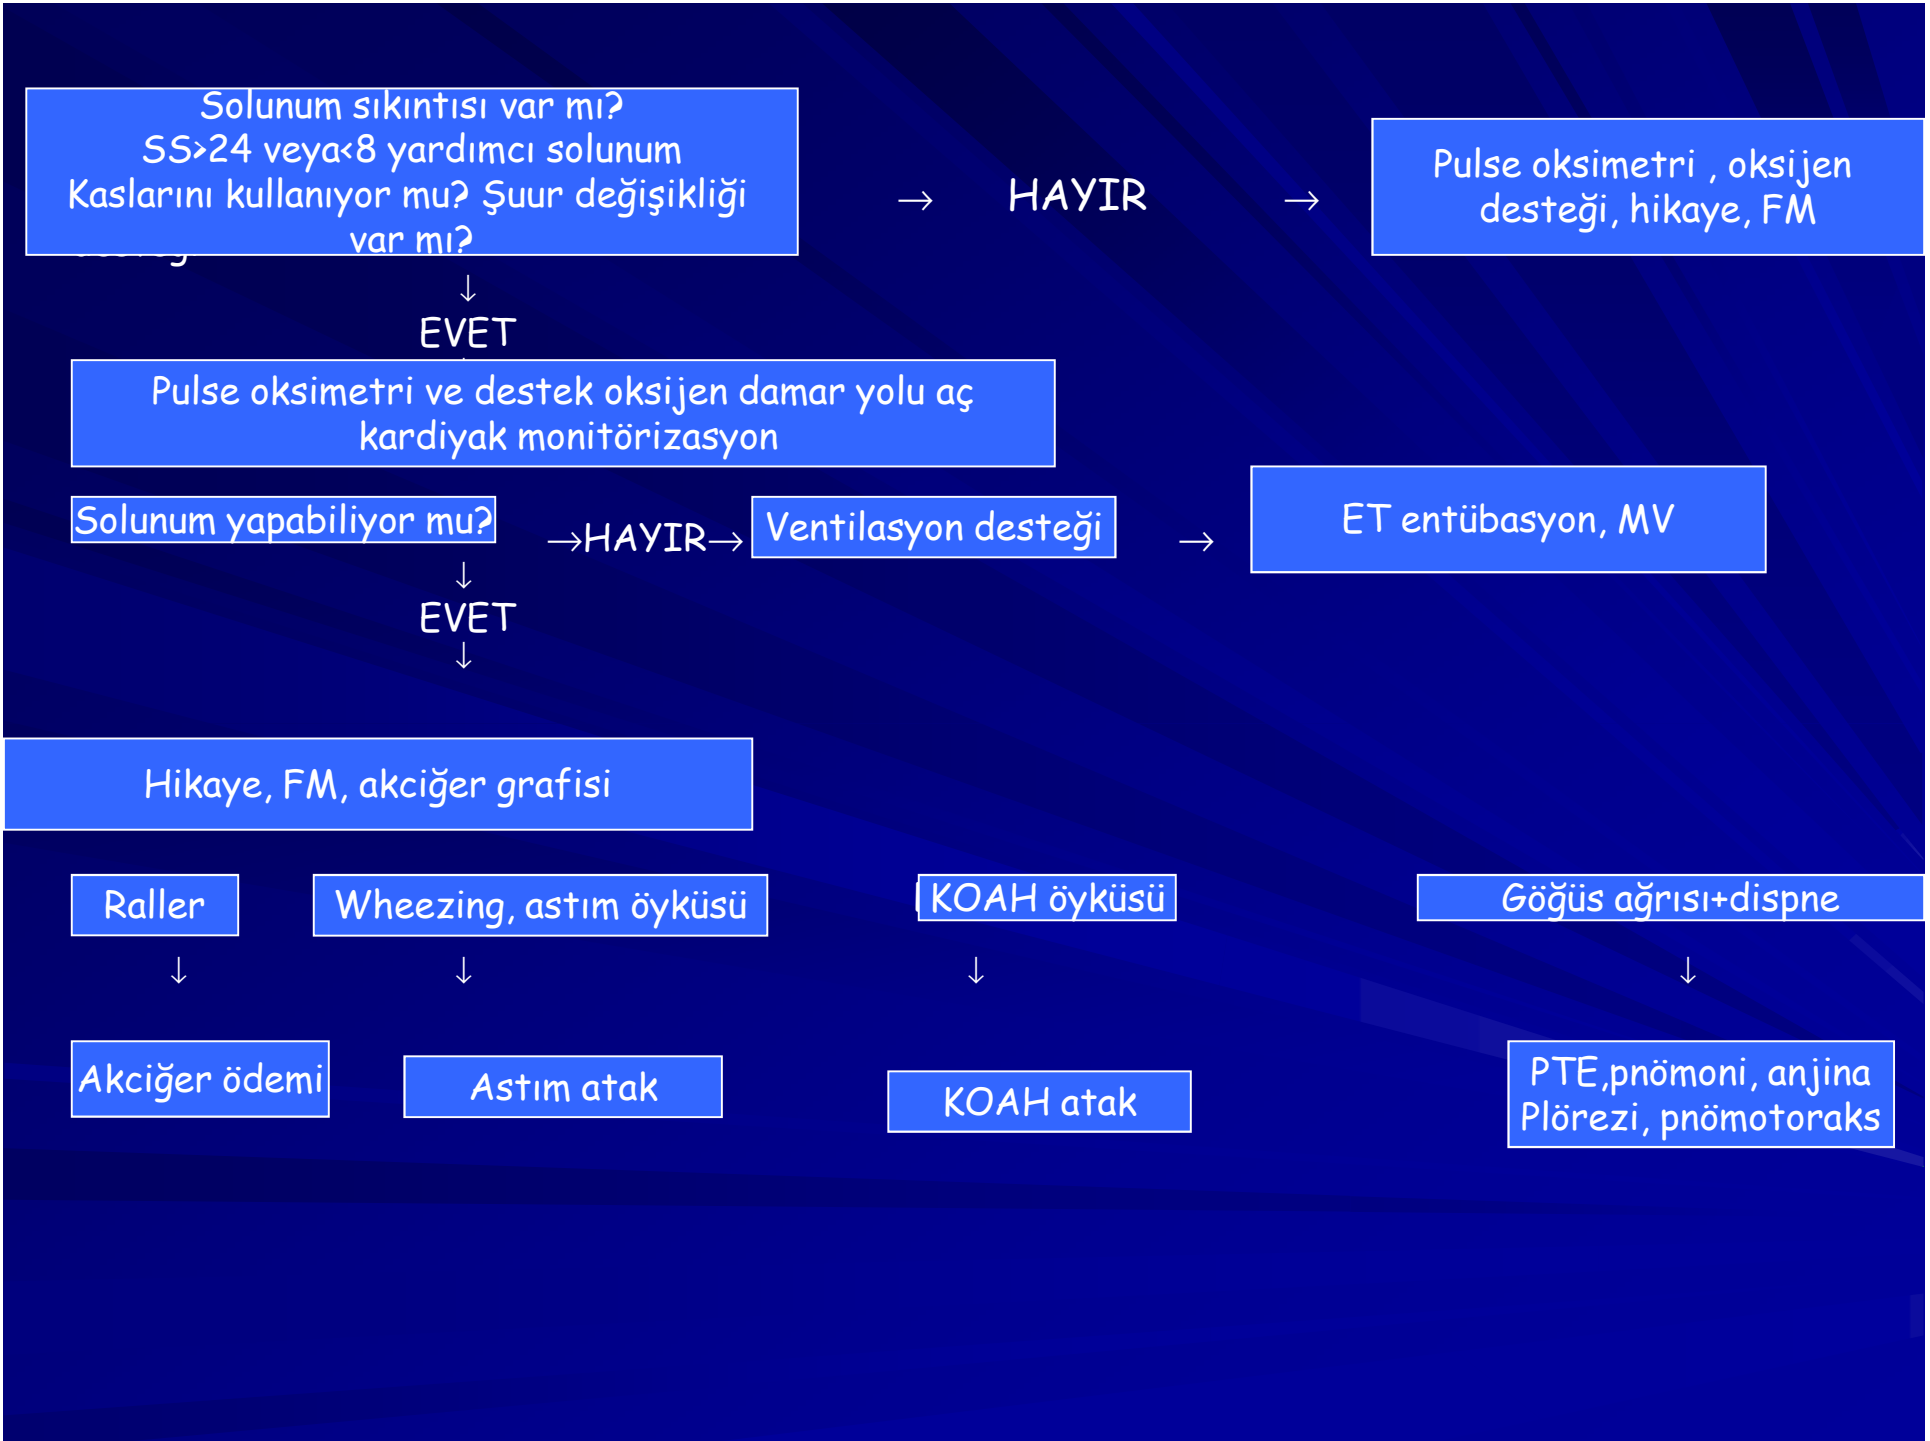 Solunum sıkıntısı var mı?
SS>24 veya<8 yardımcı solunum
Kaslarını kullanıyor mu? Şuur değişikliği
var mı?
→ HAYIR →
Pulse oksimetri , oksijen
desteği, hikaye, FM
↓
EVET
Pulse oksimetri ve destek oksijen damar yolu aç
kardiyak monitörizasyon
Solunum yapabiliyor mu?
→HAYIR→
Ventilasyon desteği
→
ET entübasyon, MV
↓
EVET
↓
Hikaye, FM, akciğer grafisi
Raller
Wheezing, astım öyküsü
KOAH öyküsü
Göğüs ağrısı+dispne
↓ ↓ ↓ ↓
Akciğer ödemi
Astım atak
KOAH atak
PTE,pnömoni, anjina
Plörezi, pnömotoraks